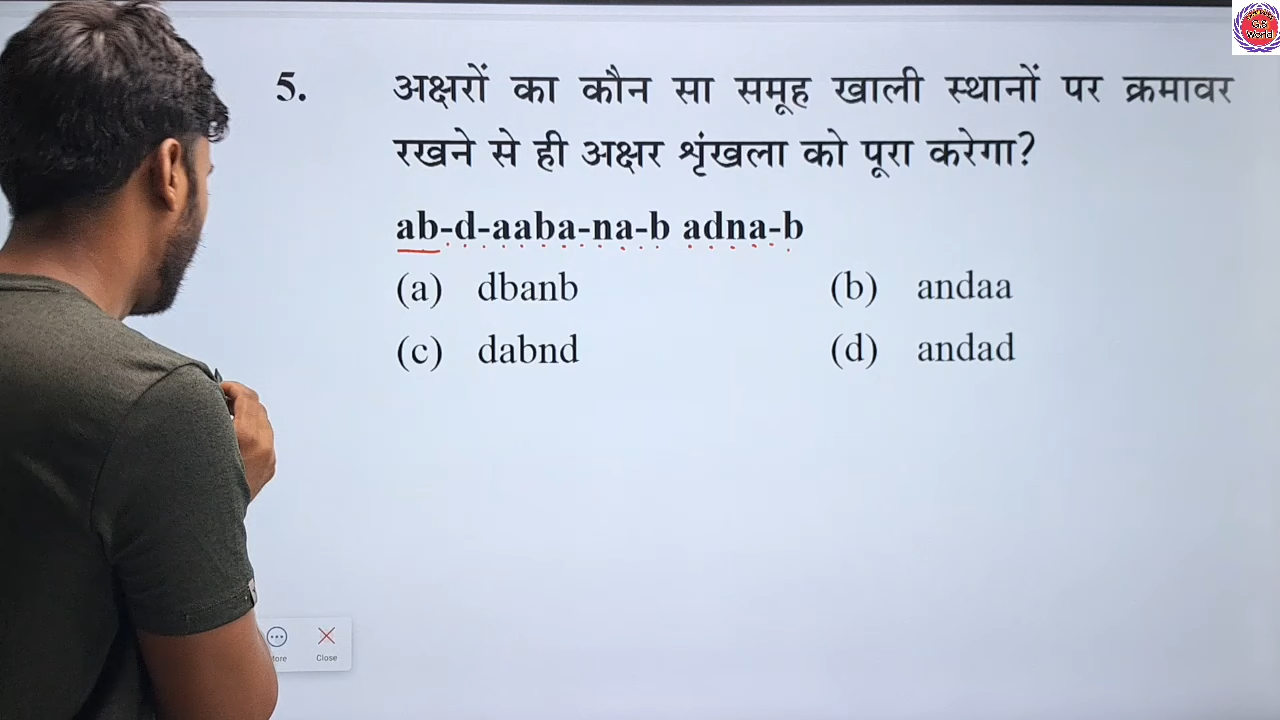 5. अक्षरों का कौन सा समूह खाली स्थानों पर क्रमावर
रखने से ही अक्षर शृंखला को पूरा करेगा?
ab-d-aaba-na-b adna-b
(a) dbanb (b) andaa
(c) dabnd (d) andad
Close
World